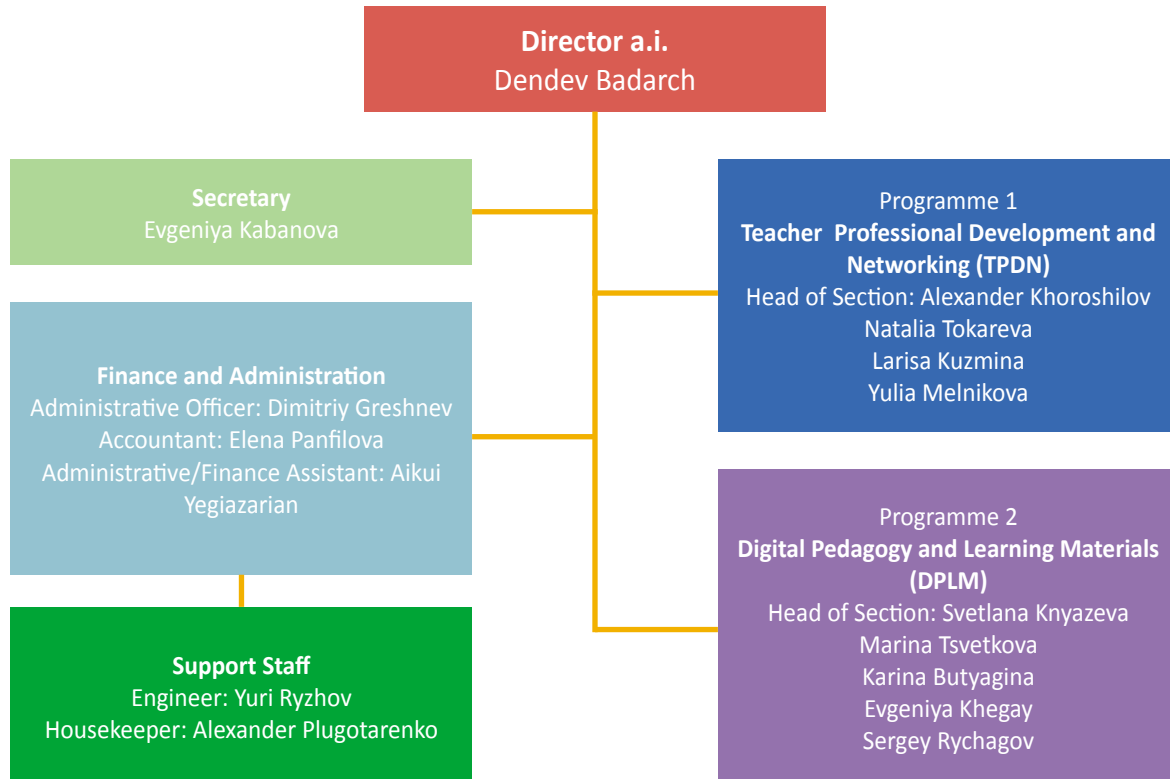 Director a.i.
Dendev Badarch
Secretary
Evgeniya Kabanova
Finance and Administration
Administrative Officer: Dimitriy Greshnev
Accountant: Elena Panfilova
Administrative/Finance Assistant: Aikui
Yegiazarian
Support Staff
Engineer: Yuri Ryzhov
Housekeeper: Alexander Plugotarenko
Programme 1
Teacher Professional Development and
Networking (TPDN)
Head of Section: Alexander Khoroshilov
Natalia Tokareva
Larisa Kuzmina
Yulia Melnikova
Programme 2
Digital Pedagogy and Learning Materials
(DPLM)
Head of Section: Svetlana Knyazeva
Marina Tsvetkova
Karina Butyagina
Evgeniya Khegay
Sergey Rychagov